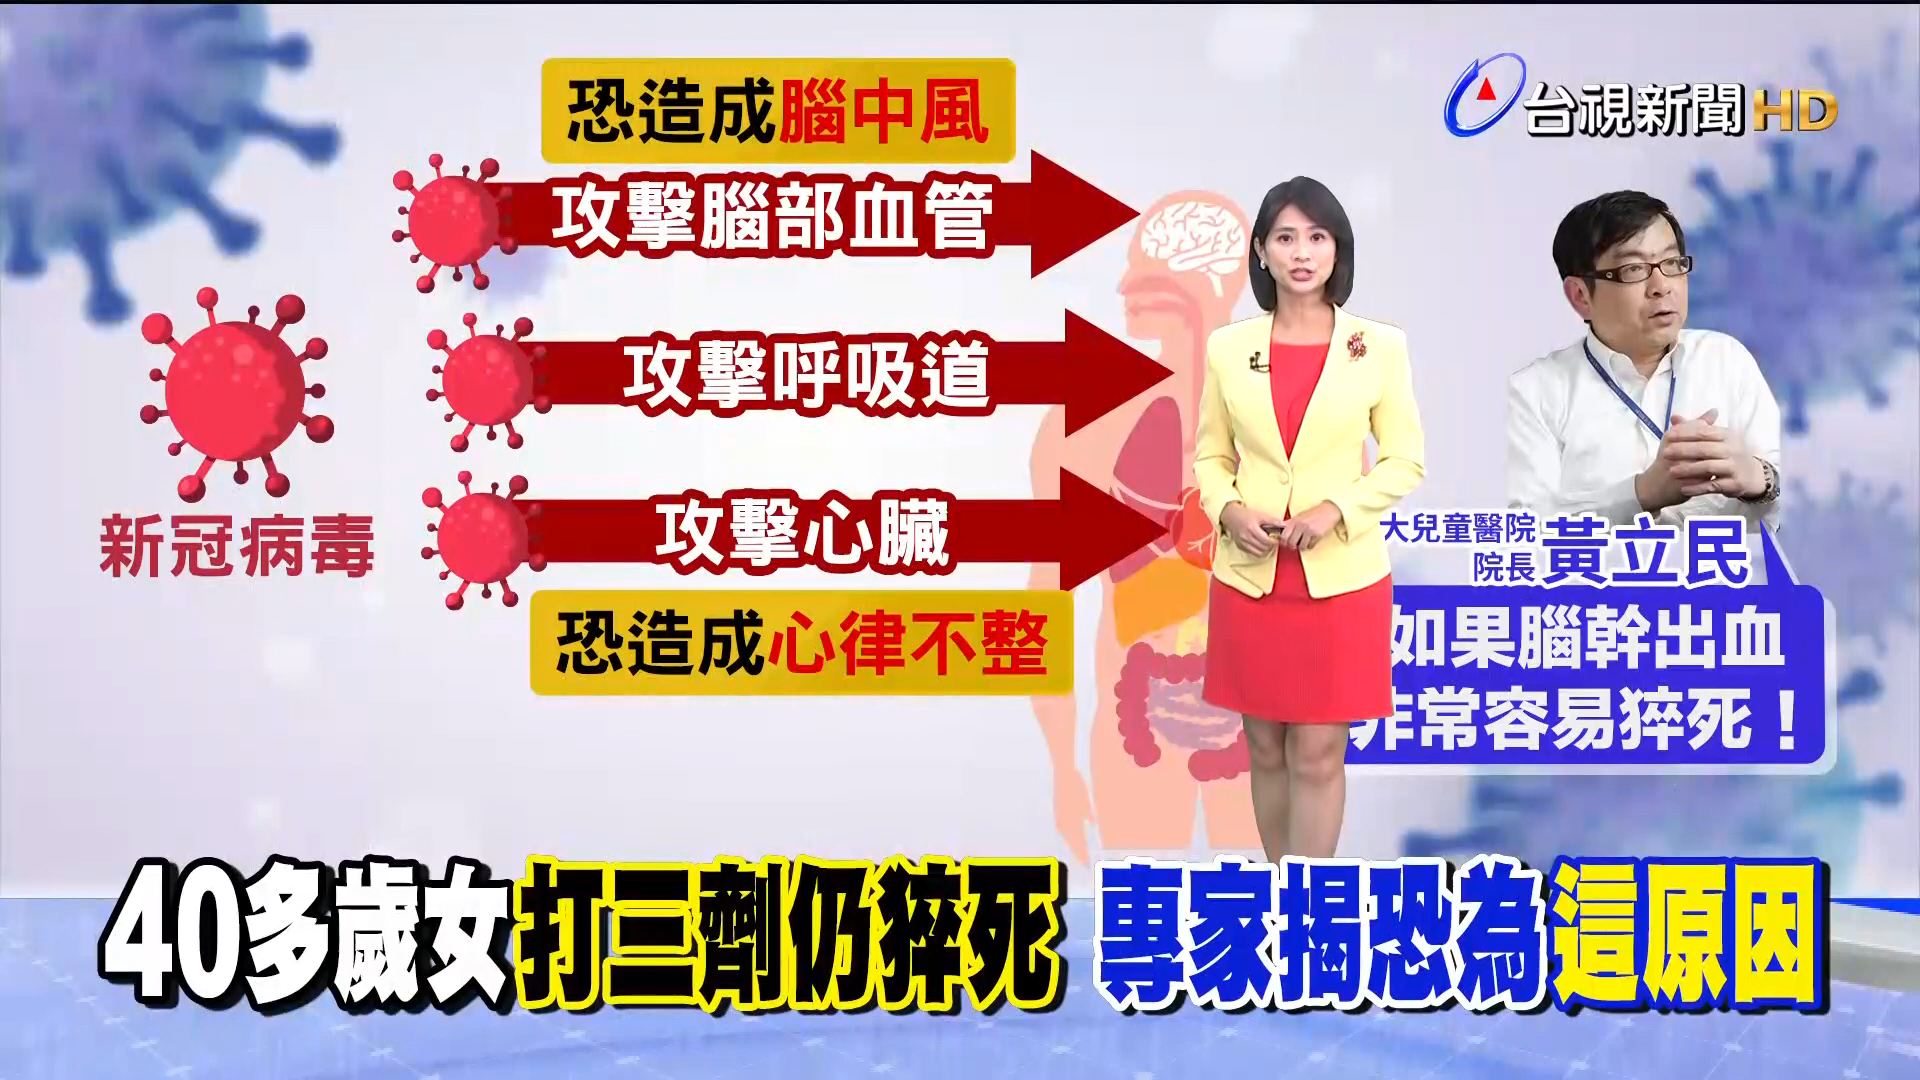 恐造成腦中風
台視新聞HD
攻擊腦部血管
攻擊呼吸道
攻擊心臟
新冠病毒
恐造成心律不整
大兒童醫院
院長 黃立民
如果腦幹出血
非常容易猝死！
40多歲女打三劑仍猝死 專家揭恐為這原因